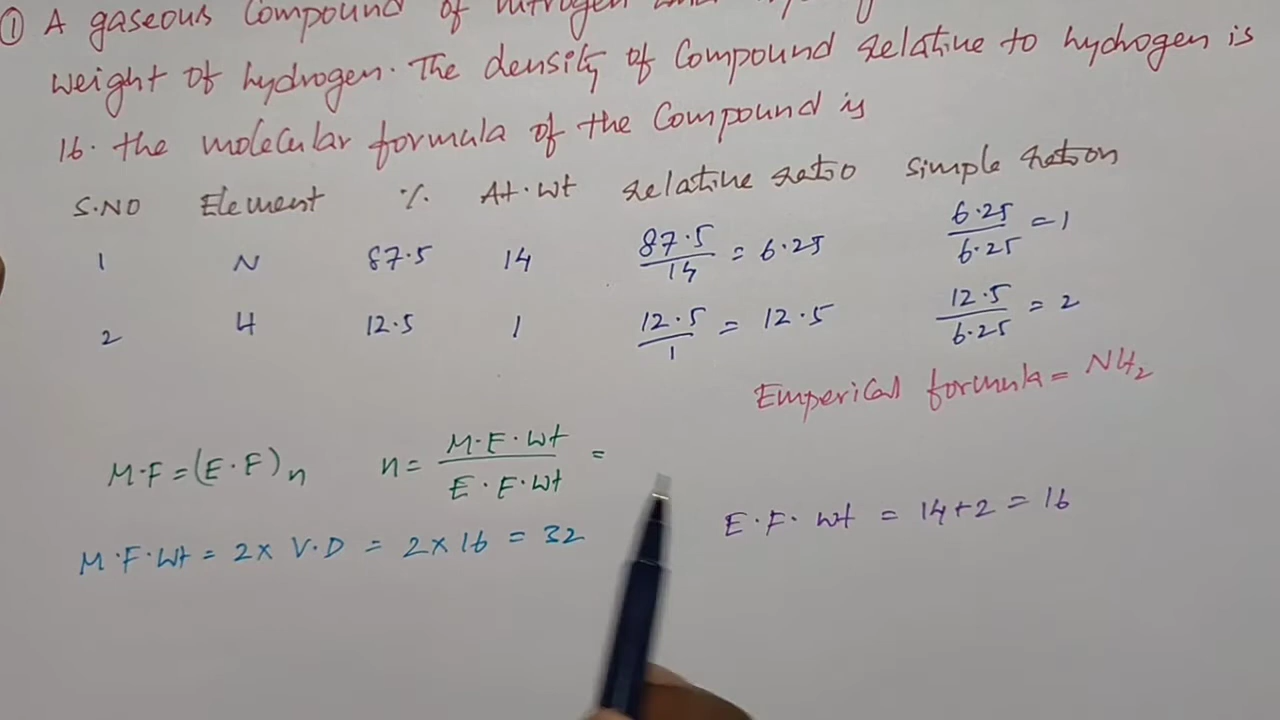 ① A gaseous Compound of nitrogen
weight of hydrogen. The density of Compound relative to hydrogen is
16. the molecular formula of the Compound is
S.NO Element % At.wt relative ratio simple ration
1 N 87.5 14 87.5/14 = 6.25 6.25/6.25 = 1
2 H 12.5 1 12.5/1 = 12.5 12.5/6.25 = 2
Emperical formula = NH₂
M.F = (E.F)n n = M.F.wt/E.F.wt =
E.F. wt = 14+2 = 16
M.F.wt = 2x V.D = 2x16 = 32